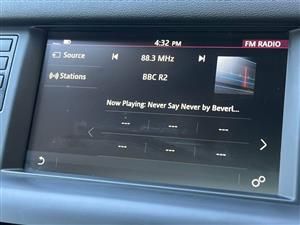 4:32 PM
FM RADIO
Source
88.3 MHz
Stations
BBC R2
Now Playing: Never Say Never by Beverl...
--- --- ---
--- --- ---